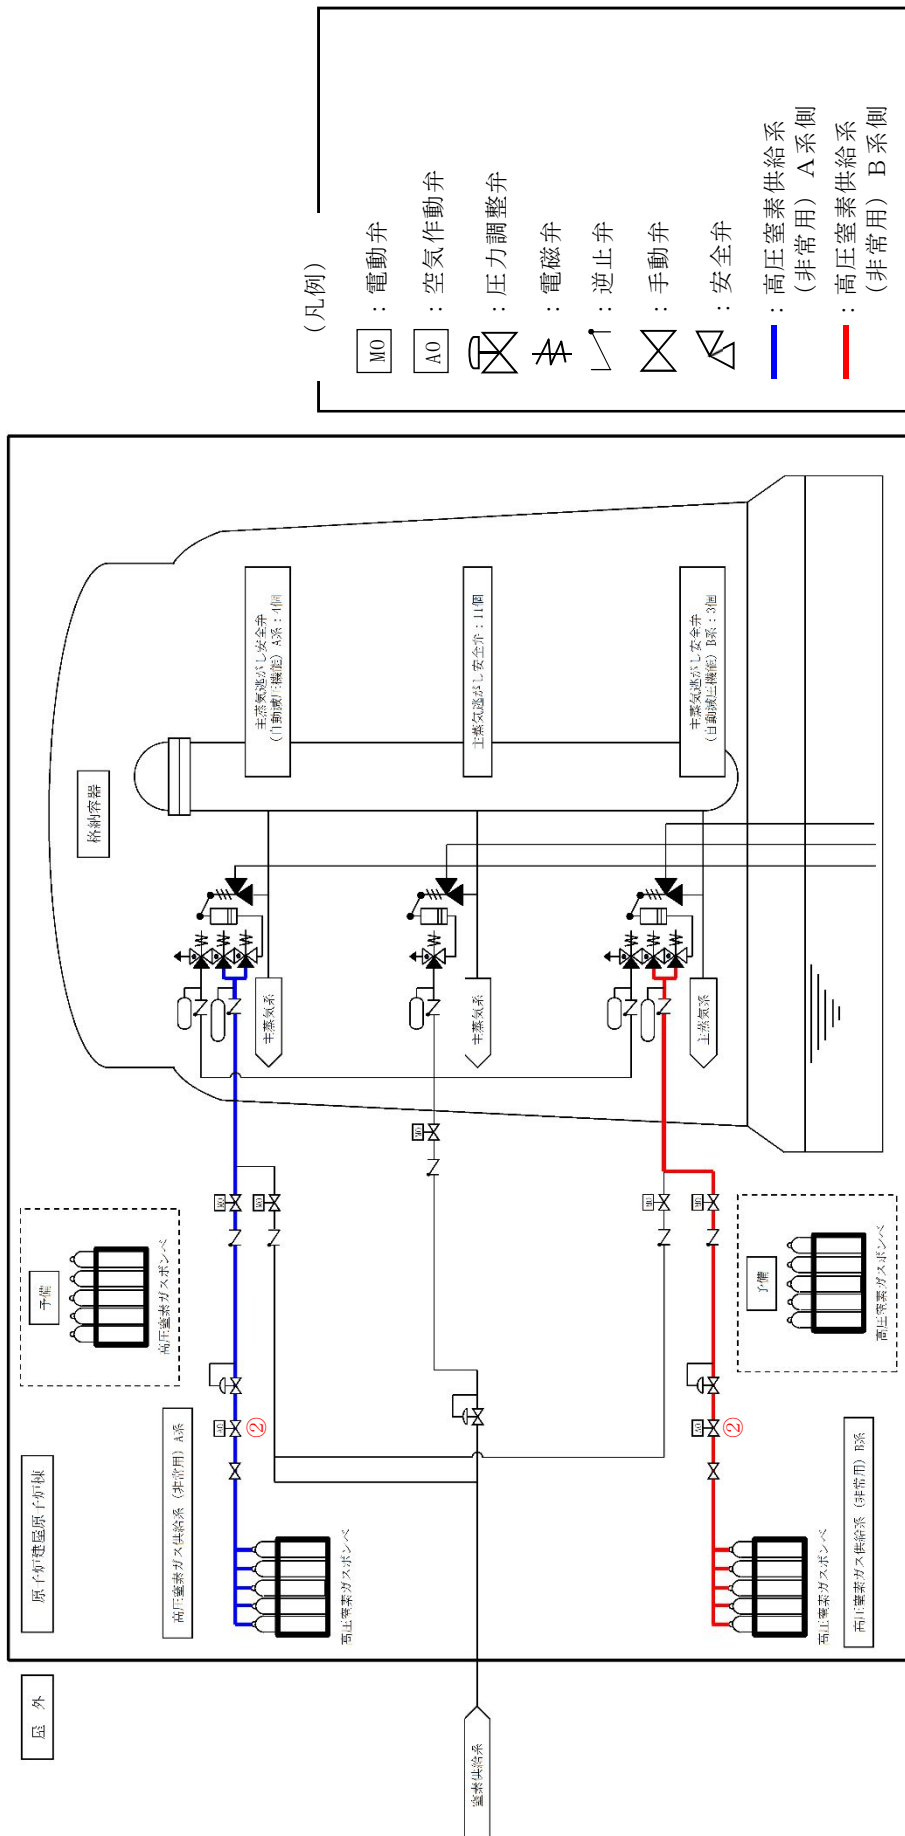 屋 外
原子炉建屋原子炉棟
予備
高圧窒素ガスボンベ
高圧窒素ガス供給系（非常用）A系
AO
②
MO
MO
高圧窒素ガスボンベ
格納容器
主蒸気系
主蒸気逃がし安全弁
（自動減圧機能）A系：4個
窒素供給系
MO
主蒸気系
主蒸気逃がし安全弁：11個
MO
MO
AO
②
主蒸気系
主蒸気逃がし安全弁
（自動減圧機能）B系：3個
予備
高圧窒素ガスボンベ
高圧窒素ガスボンベ
高圧窒素ガス供給系（非常用）B系
（凡例）
MO：電動弁
AO：空気作動弁
：圧力調整弁
：電磁弁
：逆止弁
：手動弁
：安全弁
：高圧窒素供給系
（非常用）A系側
：高圧窒素供給系
（非常用）B系側